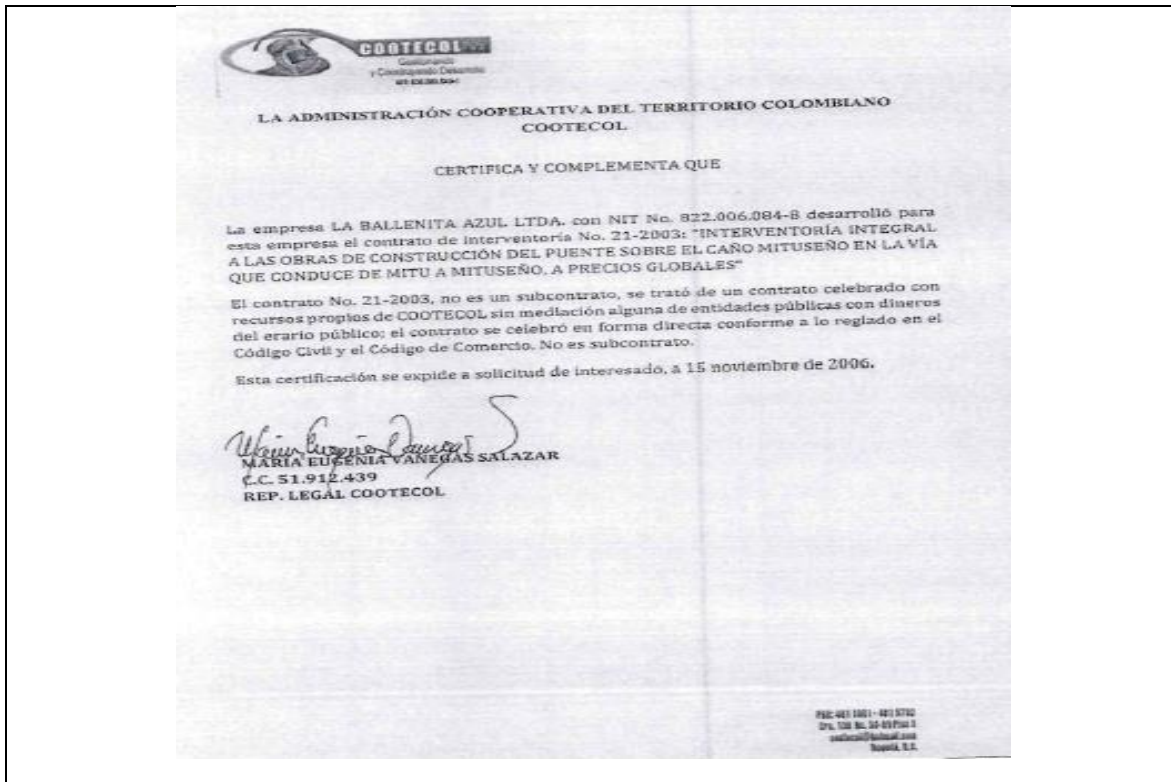 COOTECOL
Gestionando
y Construyendo Desarrollo
LA ADMINISTRACIÓN COOPERATIVA DEL TERRITORIO COLOMBIANO
COOTECOL
CERTIFICA Y COMPLEMENTA QUE
La empresa LA BALLENITA AZUL LTDA. con NIT No. 822.006.084-8 desarrolló para
esta empresa el contrato de interventoría No. 21-2003: "INTERVENTORÍA INTEGRAL
A LAS OBRAS DE CONSTRUCCIÓN DEL PUENTE SOBRE EL CAÑO MITUSEÑO EN LA VÍA
QUE CONDUCE DE MITU A MITUSEÑO, A PRECIOS GLOBALES"
El contrato No. 21-2003, no es un subcontrato, se trató de un contrato celebrado con
recursos propios de COOTECOL sin mediación alguna de entidades públicas con dineros
del erario público; el contrato se celebró en forma directa conforme a lo reglado en el
Código Civil y el Código de Comercio. No es subcontrato.
Esta certificación se expide a solicitud de interesado, a 15 noviembre de 2006.
MARIA EUGENIA VANEGAS SALAZAR
C.C. 51.912.439
REP. LEGAL COOTECOL
Bogotá, D.C.